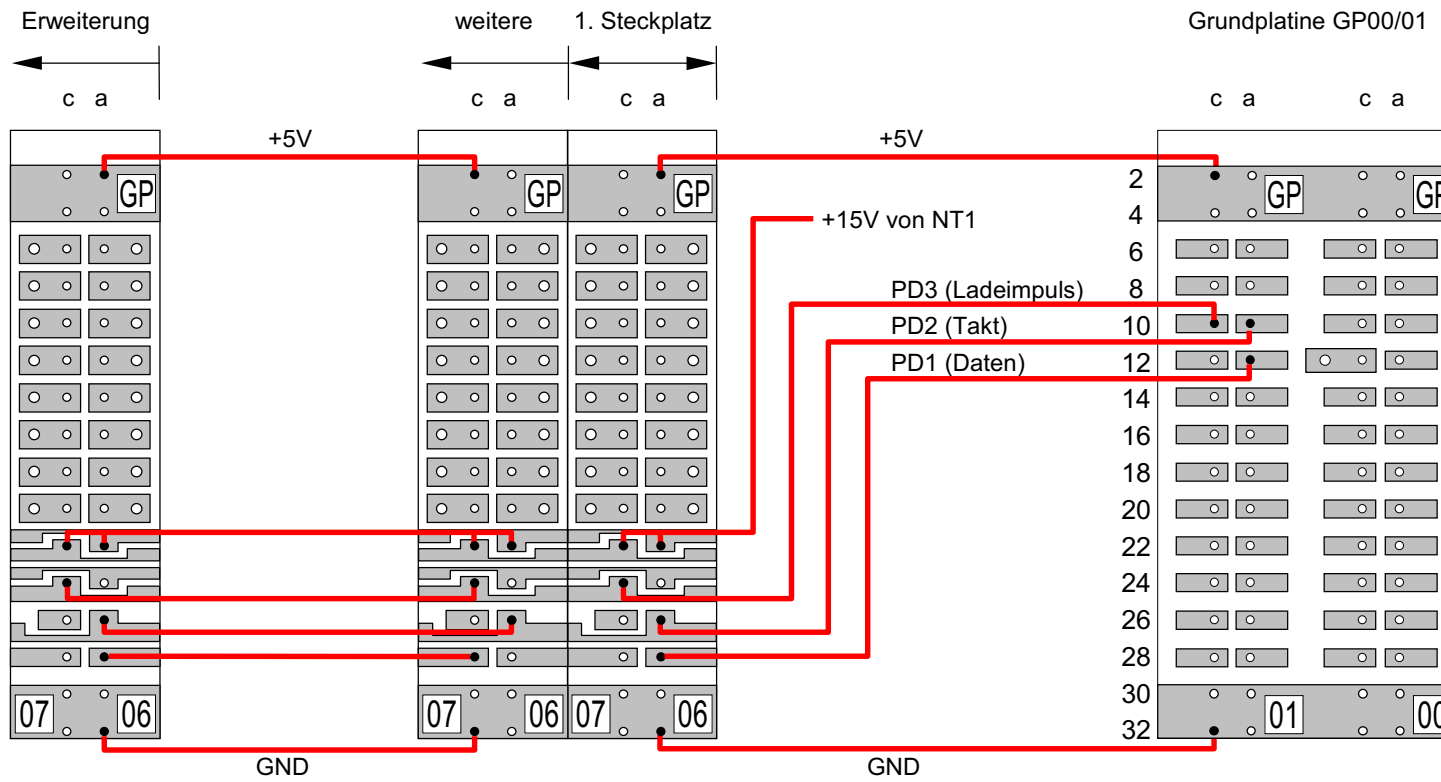 Erweiterung
weitere
1. Steckplatz
Grundplatine GP00/01
c a
c a
c a
c a
c a
+5V
+5V
GP
GP
GP
GP
2
4
+15V von NT1
6
PD3 (Ladeimpuls)
8
PD2 (Takt)
10
PD1 (Daten)
12
14
16
18
20
22
24
26
28
30
32
07
06
07
06
07
06
01
GND
GND